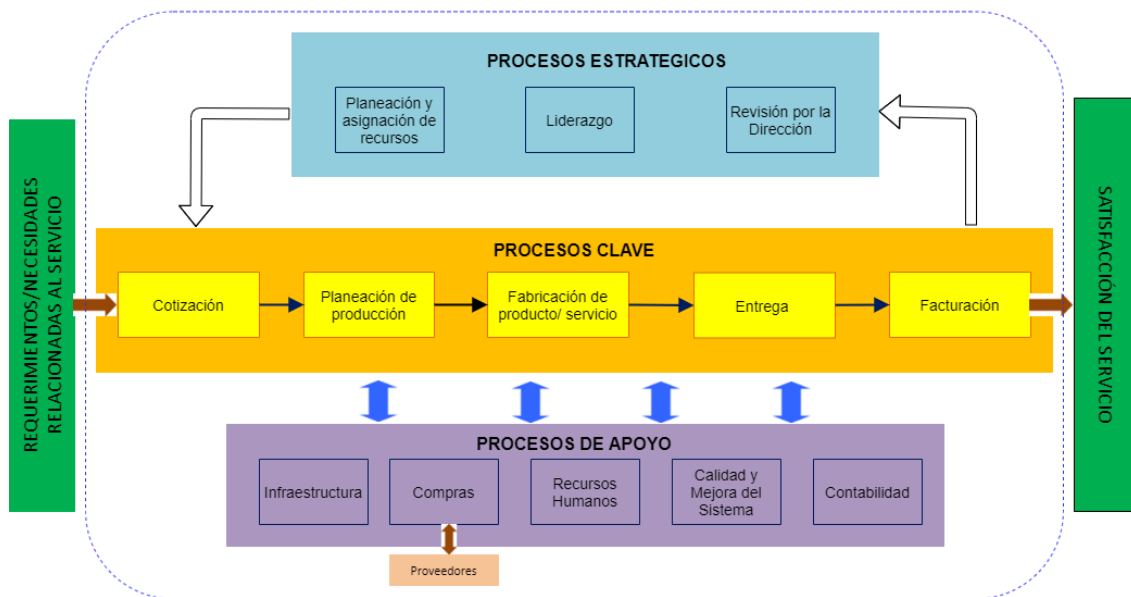 PROCESOS ESTRATEGICOS
Planeación y
asignación de
recursos
Liderazgo
Revisión por la
Dirección
REQUERIMIENTOS/NECESIDADES
RELACIONADAS AL SERVICIO
PROCESOS CLAVE
Cotización
Planeación de
producción
Fabricación de
producto/ servicio
Entrega
Facturación
SATISFACCIÓN DEL SERVICIO
PROCESOS DE APOYO
Infraestructura
Compras
Recursos
Humanos
Calidad y
Mejora del
Sistema
Contabilidad
Proveedores